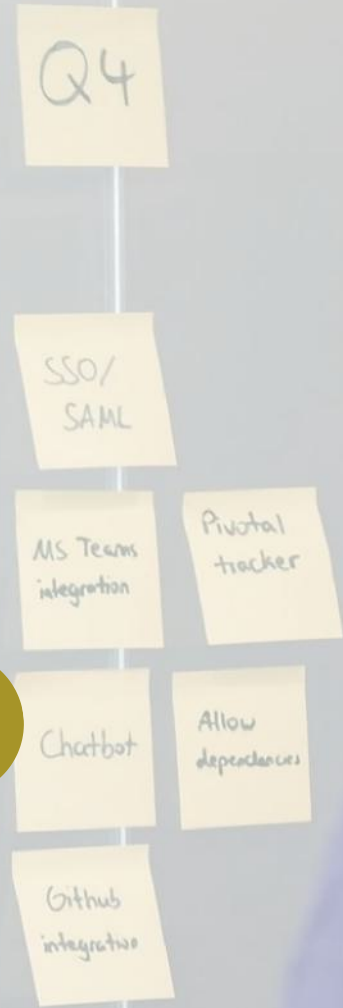 Q4
SSO/
SAML
MS Teams
integration
Pivotal
tracker
Chatbot
Allow
dependencies
Github
integration